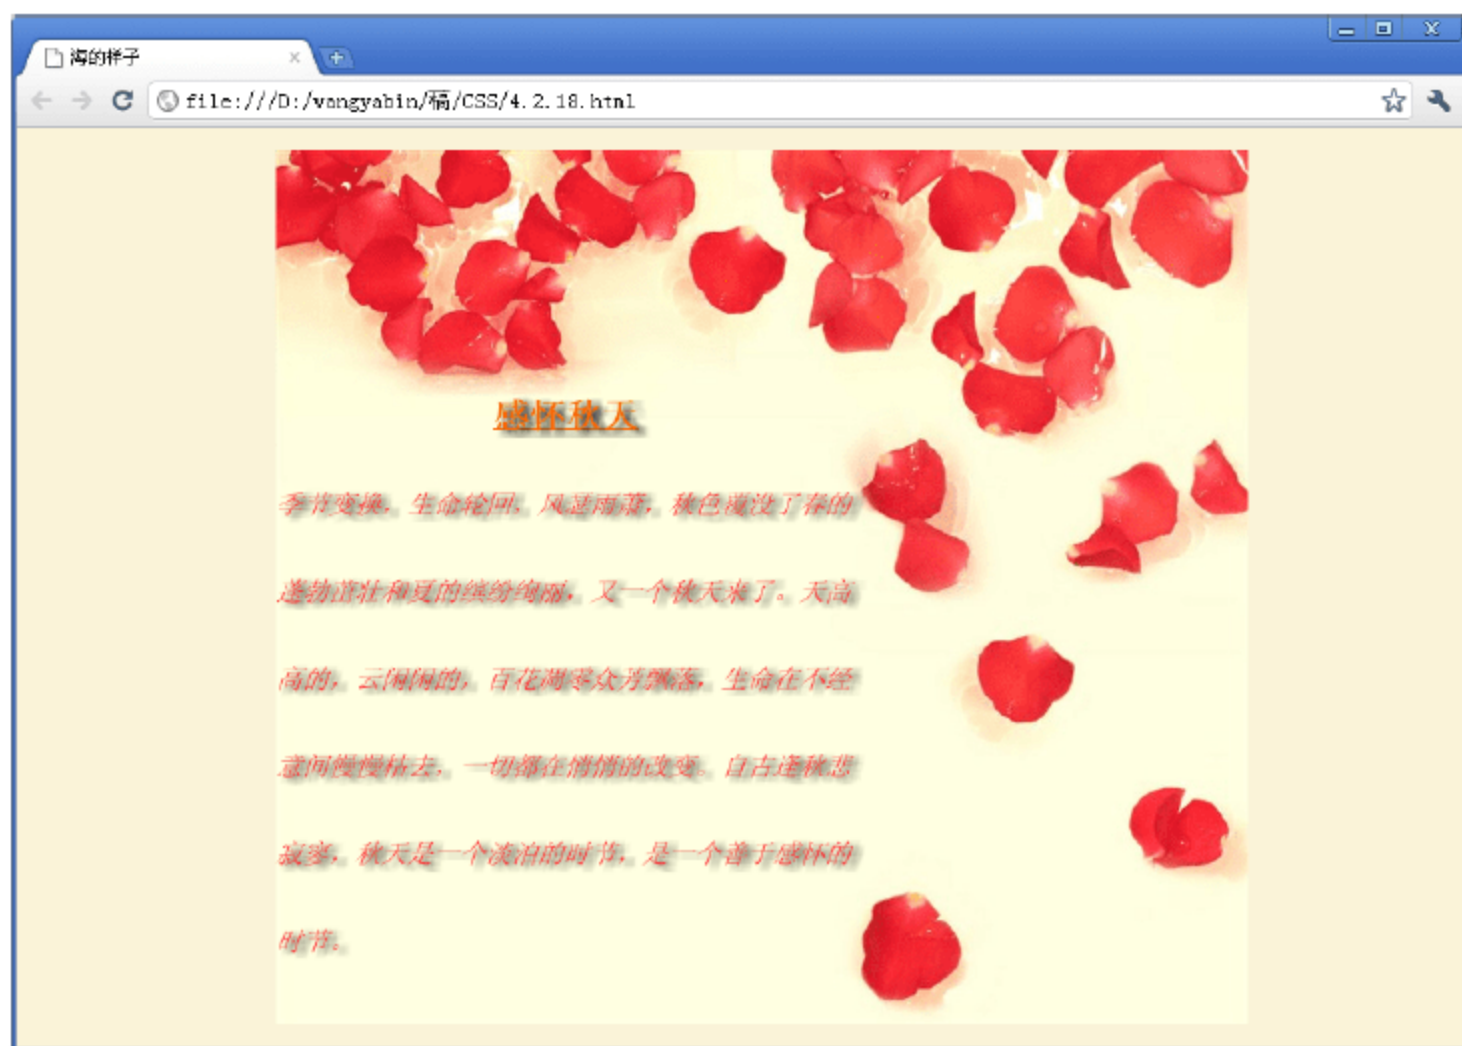 海的样子
file:///D:/wangyabin/稿/CSS/4.2.18.html
感怀秋天
季节变换，生命轮回，风瑟雨萧，秋色覆没了春的
蓬勃茁壮和夏的缤纷绚丽，又一个秋天来了。天高
高的，云闲闲的，百花凋零众芳飘落，生命在不经
意间慢慢枯去，一切都在悄悄的改变。自古逢秋悲
寂寥，秋天是一个淡泊的时节，是一个善于感怀的
时节。